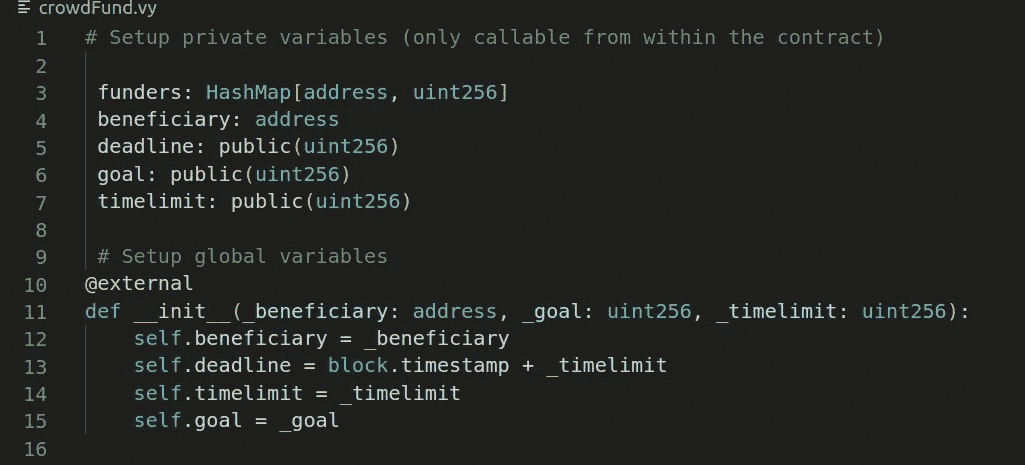 crowdFund.vy
1 # Setup private variables (only callable from within the contract)
2
3 funders: HashMap[address, uint256]
4 beneficiary: address
5 deadline: public(uint256)
6 goal: public(uint256)
7 timelimit: public(uint256)
8
9 # Setup global variables
10 @external
11 def __init__(_beneficiary: address, _goal: uint256, _timelimit: uint256):
12 self.beneficiary = _beneficiary
13 self.deadline = block.timestamp + _timelimit
14 self.timelimit = _timelimit
15 self.goal = _goal
16